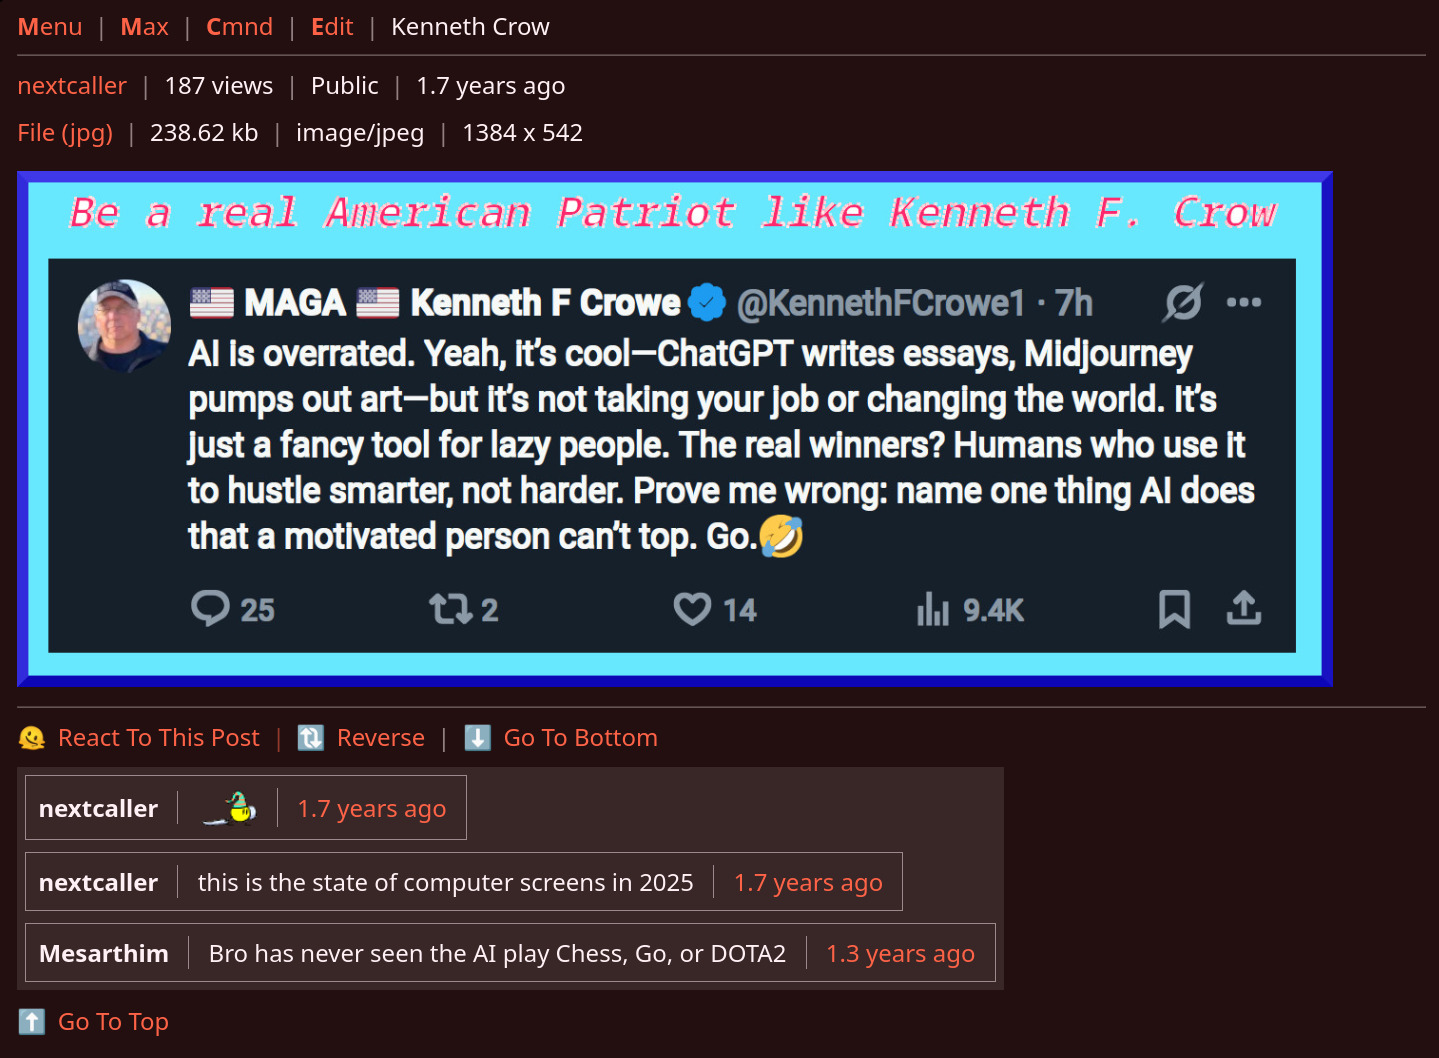 Menu | Max | Cmnd | Edit | Kenneth Crow
nextcaller | 187 views | Public | 1.7 years ago
File (jpg) | 238.62 kb | image/jpeg | 1384 x 542
Be a real American Patriot like Kenneth F. Crow
🇺🇸 MAGA 🇺🇸 Kenneth F Crowe @KennethFCrowe1 · 7h
AI is overrated. Yeah, it's cool—ChatGPT writes essays, Midjourney
pumps out art—but it's not taking your job or changing the world. It's
just a fancy tool for lazy people. The real winners? Humans who use it
to hustle smarter, not harder. Prove me wrong: name one thing AI does
that a motivated person can't top. Go.🤣
25 2 14 9.4K
React To This Post | Reverse | Go To Bottom
nextcaller | 1.7 years ago
nextcaller | this is the state of computer screens in 2025 | 1.7 years ago
Mesarthim | Bro has never seen the AI play Chess, Go, or DOTA2 | 1.3 years ago
Go To Top